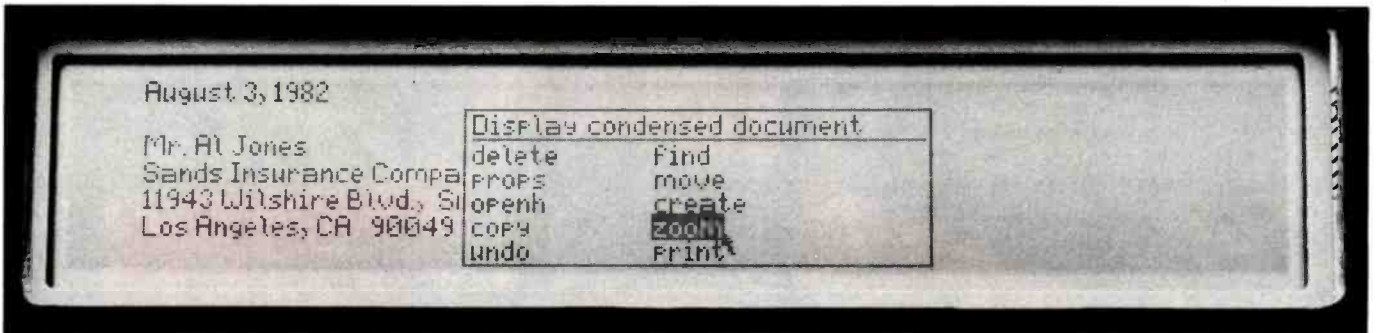 August 3, 1982
Mr. Al Jones
Sands Insurance Compa
11943 Wilshire Blvd., Su
Los Angeles, CA 90049
Display condensed document
delete find
props move
openh create
copy zoom
undo print